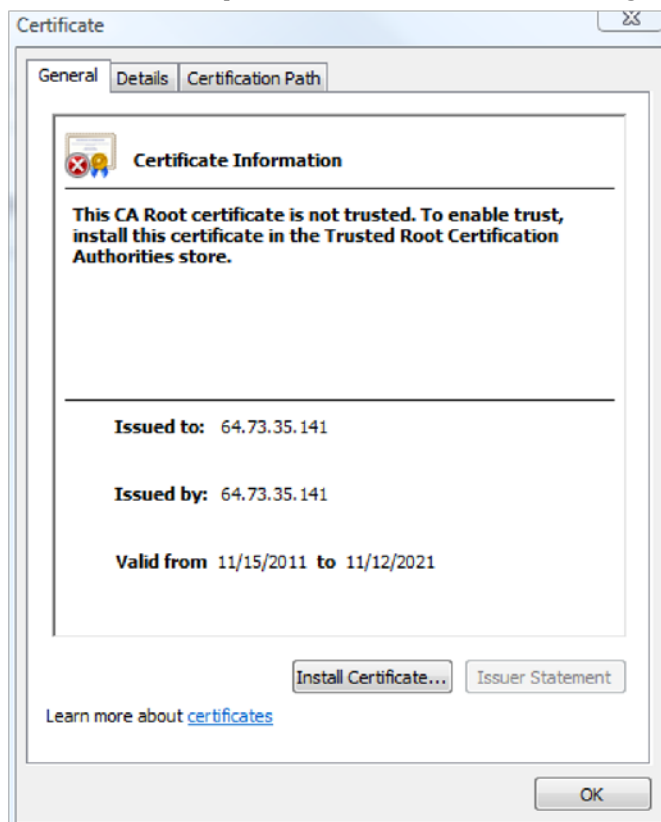 Certificate
General Details Certification Path
Certificate Information
This CA Root certificate is not trusted. To enable trust,
install this certificate in the Trusted Root Certification
Authorities store.
Issued to: 64.73.35.141
Issued by: 64.73.35.141
Valid from 11/15/2011 to 11/12/2021
Install Certificate... Issuer Statement
Learn more about certificates
OK